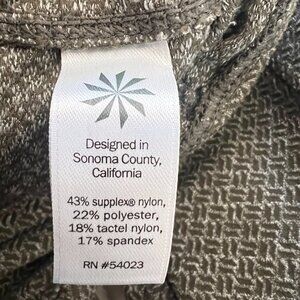 Designed in
Sonoma County,
California
43% supplex® nylon,
22% polyester,
18% tactel nylon,
17% spandex
RN #54023